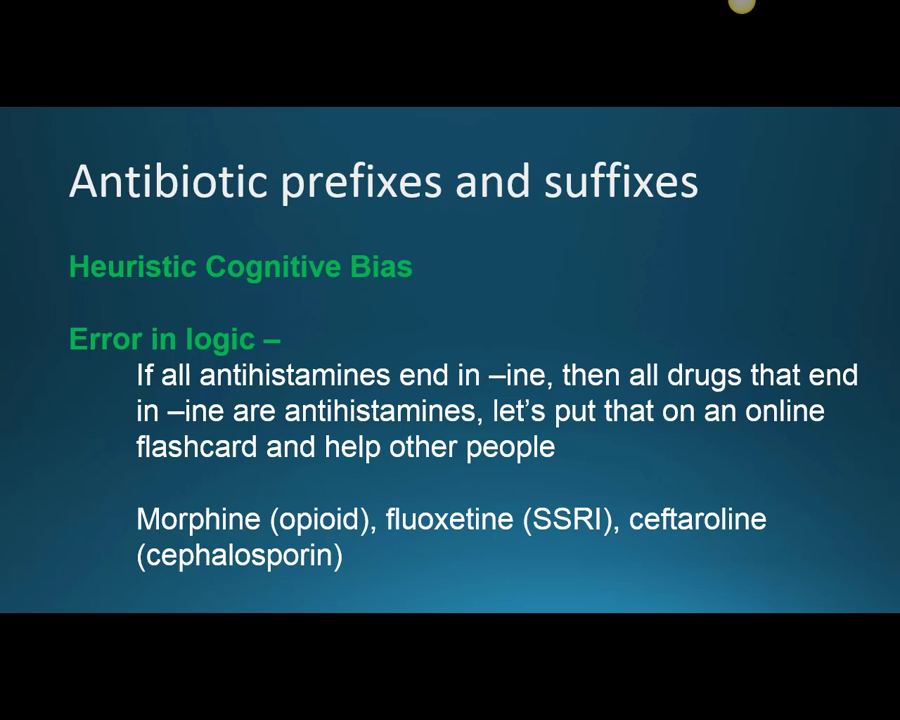 Antibiotic prefixes and suffixes
Heuristic Cognitive Bias
Error in logic –
If all antihistamines end in –ine, then all drugs that end
in –ine are antihistamines, let’s put that on an online
flashcard and help other people
Morphine (opioid), fluoxetine (SSRI), ceftaroline
(cephalosporin)